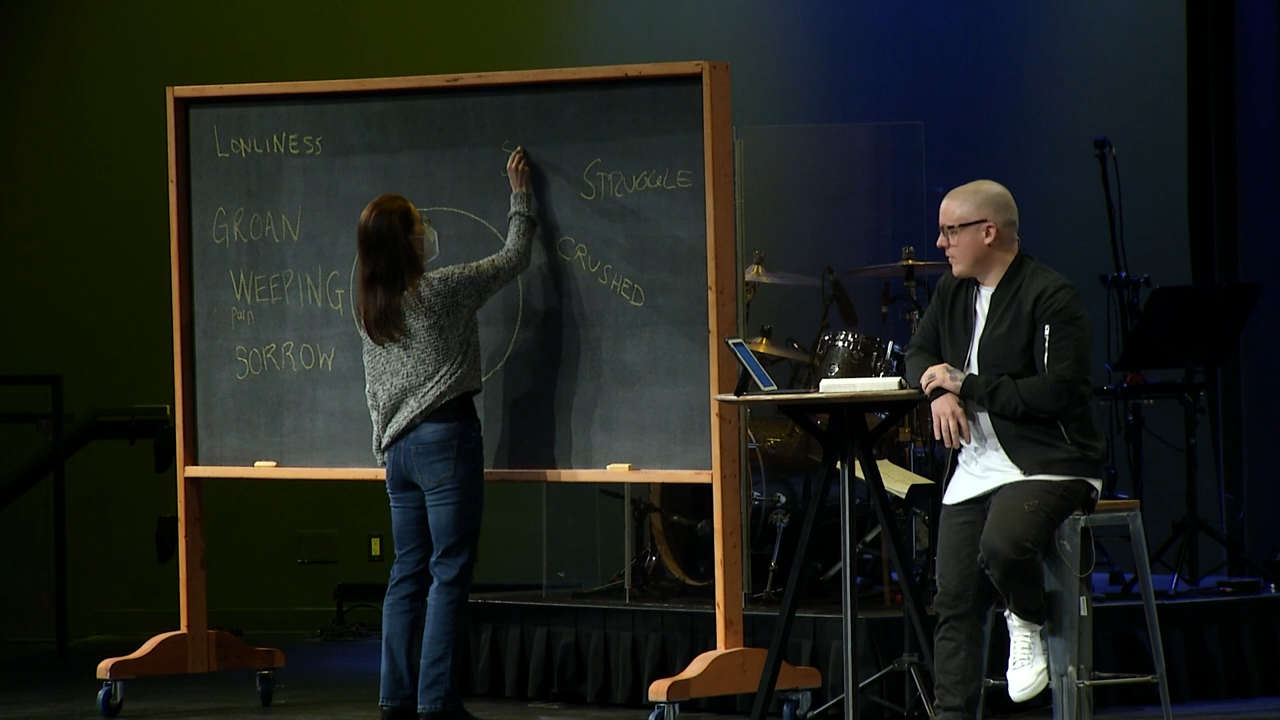 LONLINESS
STRUGGLE
GROAN
CRUSHED
WEEPING
pain
SORROW